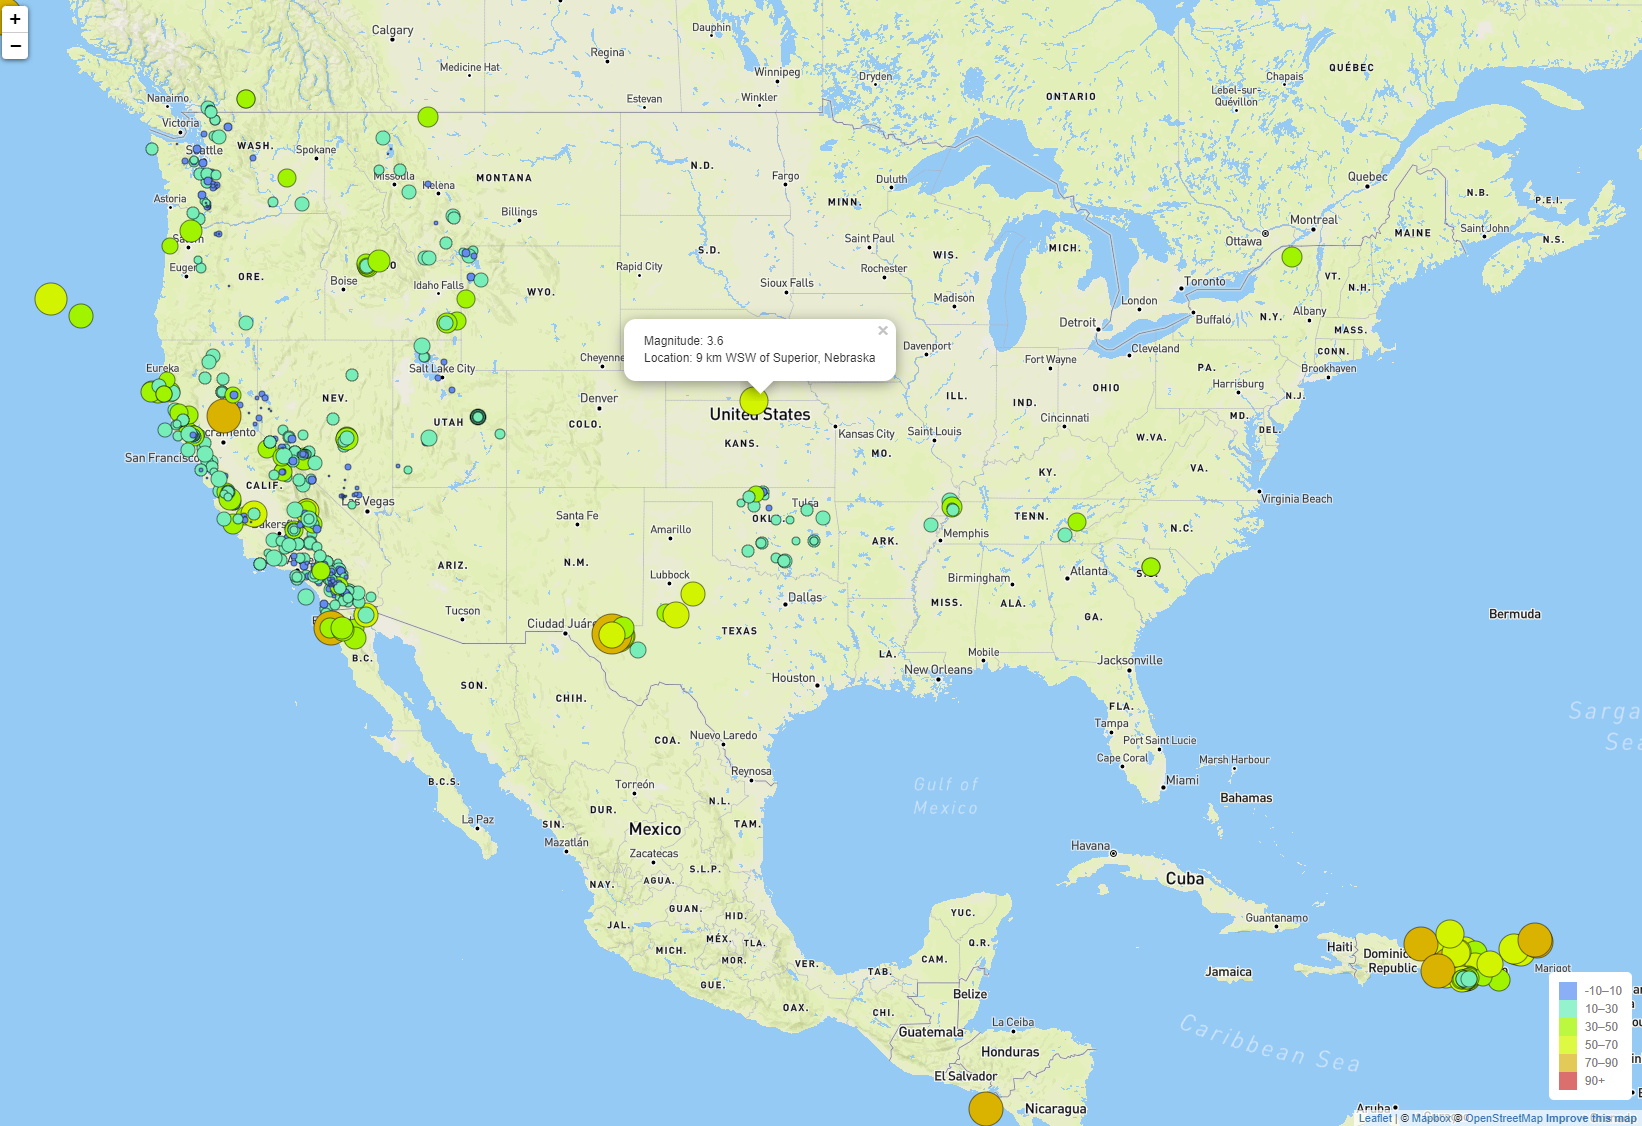 +
−
Calgary
Dauphin
Regina
Medicine Hat
Winnipeg
Dryden
Chapais
QUÉBEC
Nanaimo
Estevan
Winkler
ONTARIO
Lebel-sur-
Quévillon
Victoria
WASH.
Spokane
Seattle
Missoula
Helena
MONTANA
N.D.
Fargo
Duluth
Quebec
N.B.
P.E.I.
Astoria
Billings
MINN.
Montreal
MAINE
Saint John
N.S.
Salem
S.D.
Saint Paul
WIS.
MICH.
Ottawa
Eugene
ORE.
Boise
Idaho Falls
WYO.
Rapid City
Sioux Falls
Rochester
Madison
London
Toronto
VT.
N.H.
Detroit
Buffalo
N.Y.
Albany
MASS.
Magnitude: 3.6
Location: 9 km WSW of Superior, Nebraska
×
Davenport
Cleveland
CONN.
Eureka
Salt Lake City
Cheyenne
Fort Wayne
PA.
Brookhaven
NEV.
Denver
ILL.
IND.
OHIO
Harrisburg
N.J.
UTAH
COLO.
United States
Cincinnati
MD.
DEL.
Sacramento
KANS.
Kansas City
Saint Louis
W.VA.
San Francisco
MO.
KY.
VA.
CALIF.
Las Vegas
Virginia Beach
Santa Fe
Tulsa
OKLA.
TENN.
N.C.
Bakersfield
Amarillo
ARK.
Memphis
ARIZ.
N.M.
Lubbock
Birmingham
Atlanta
S.C.
Dallas
MISS.
ALA.
GA.
Bermuda
Tucson
Ciudad Juárez
TEXAS
B.C.
LA.
Mobile
Jacksonville
SON.
CHIH.
Houston
New Orleans
FLA.
Sarga
Sea
COA.
Nuevo Laredo
Tampa
Port Saint Lucie
Cape Coral
Marsh Harbour
B.C.S.
Torreón
Reynosa
Gulf of
Mexico
Miami
Bahamas
DUR.
N.L.
La Paz
SIN.
Mexico
TAM.
Mazatlán
Zacatecas
Havana
NAY.
AGUA.
S.L.P.
Cuba
JAL.
GUAN.
HID.
YUC.
Guantanamo
MICH.
MÉX.
TLA.
MOR.
Q.R.
Haiti
Dominican
Republic
GUE.
VER.
TAB.
CAM.
Jamaica
Marigot
OAX.
CHI.
Belize
Guatemala
La Ceiba
Caribbean Sea
Honduras
El Salvador
Nicaragua
Aruba
-10–10
10–30
30–50
50–70
70–90
90+
Leaflet | © Mapbox © OpenStreetMap Improve this map